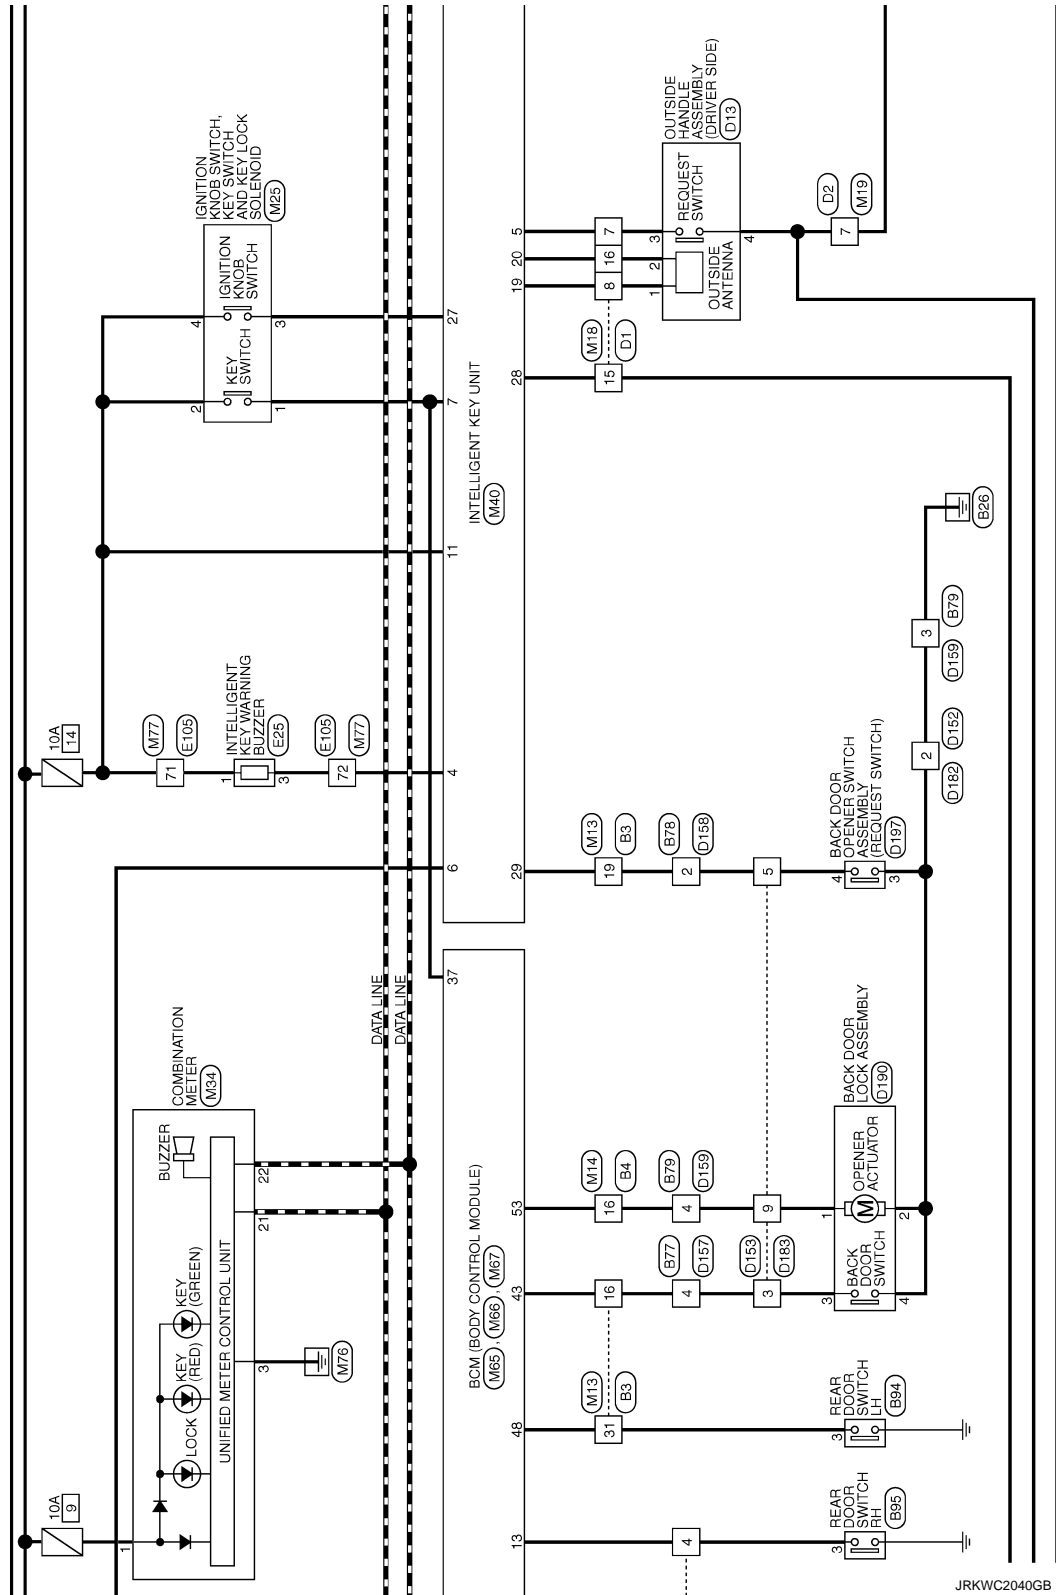 IGNITION
KNOB SWITCH,
KEY SWITCH
AND KEY LOCK
SOLENOID
M25
4
IGNITION
KNOB
SWITCH
3
27
2
KEY
SWITCH
1
7
INTELLIGENT KEY UNIT
M40
11
10A
14
M77
E105
71
INTELLIGENT
KEY WARNING
BUZZER
E25
1
3
E105
M77
72
4
6
37
DATA LINE
DATA LINE
COMBINATION
METER
M34
BUZZER
22
21
UNIFIED METER CONTROL UNIT
KEY
(GREEN)
KEY
(RED)
LOCK
3
M76
10A
9
1
BCM (BODY CONTROL MODULE)
M65 , M66 , M67
OUTSIDE
HANDLE
ASSEMBLY
(DRIVER SIDE)
D13
REQUEST
SWITCH
OUTSIDE
ANTENNA
5
7
3
20
16
2
19
8
1
4
D2
M19
7
M18
D1
28
15
B26
3
B79
D159
2
D152
D182
29
M13
B3
19
B78
D158
2
5
BACK DOOR
OPENER SWITCH
ASSEMBLY
(REQUEST SWITCH)
D197
4
3
53
M14
B4
16
B79
D159
4
9
BACK DOOR
LOCK ASSEMBLY
D190
OPENER
ACTUATOR
M
1
2
43
16
B77
D157
4
D153
D183
3
BACK
DOOR
SWITCH
3
4
48
M13
B3
31
REAR
DOOR
SWITCH
LH
B94
3
13
4
REAR
DOOR
SWITCH
RH
B95
3
JRKWC2040GB